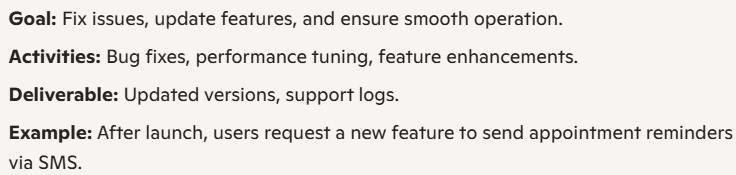 Goal: Fix issues, update features, and ensure smooth operation.
Activities: Bug fixes, performance tuning, feature enhancements.
Deliverable: Updated versions, support logs.
Example: After launch, users request a new feature to send appointment reminders
via SMS.